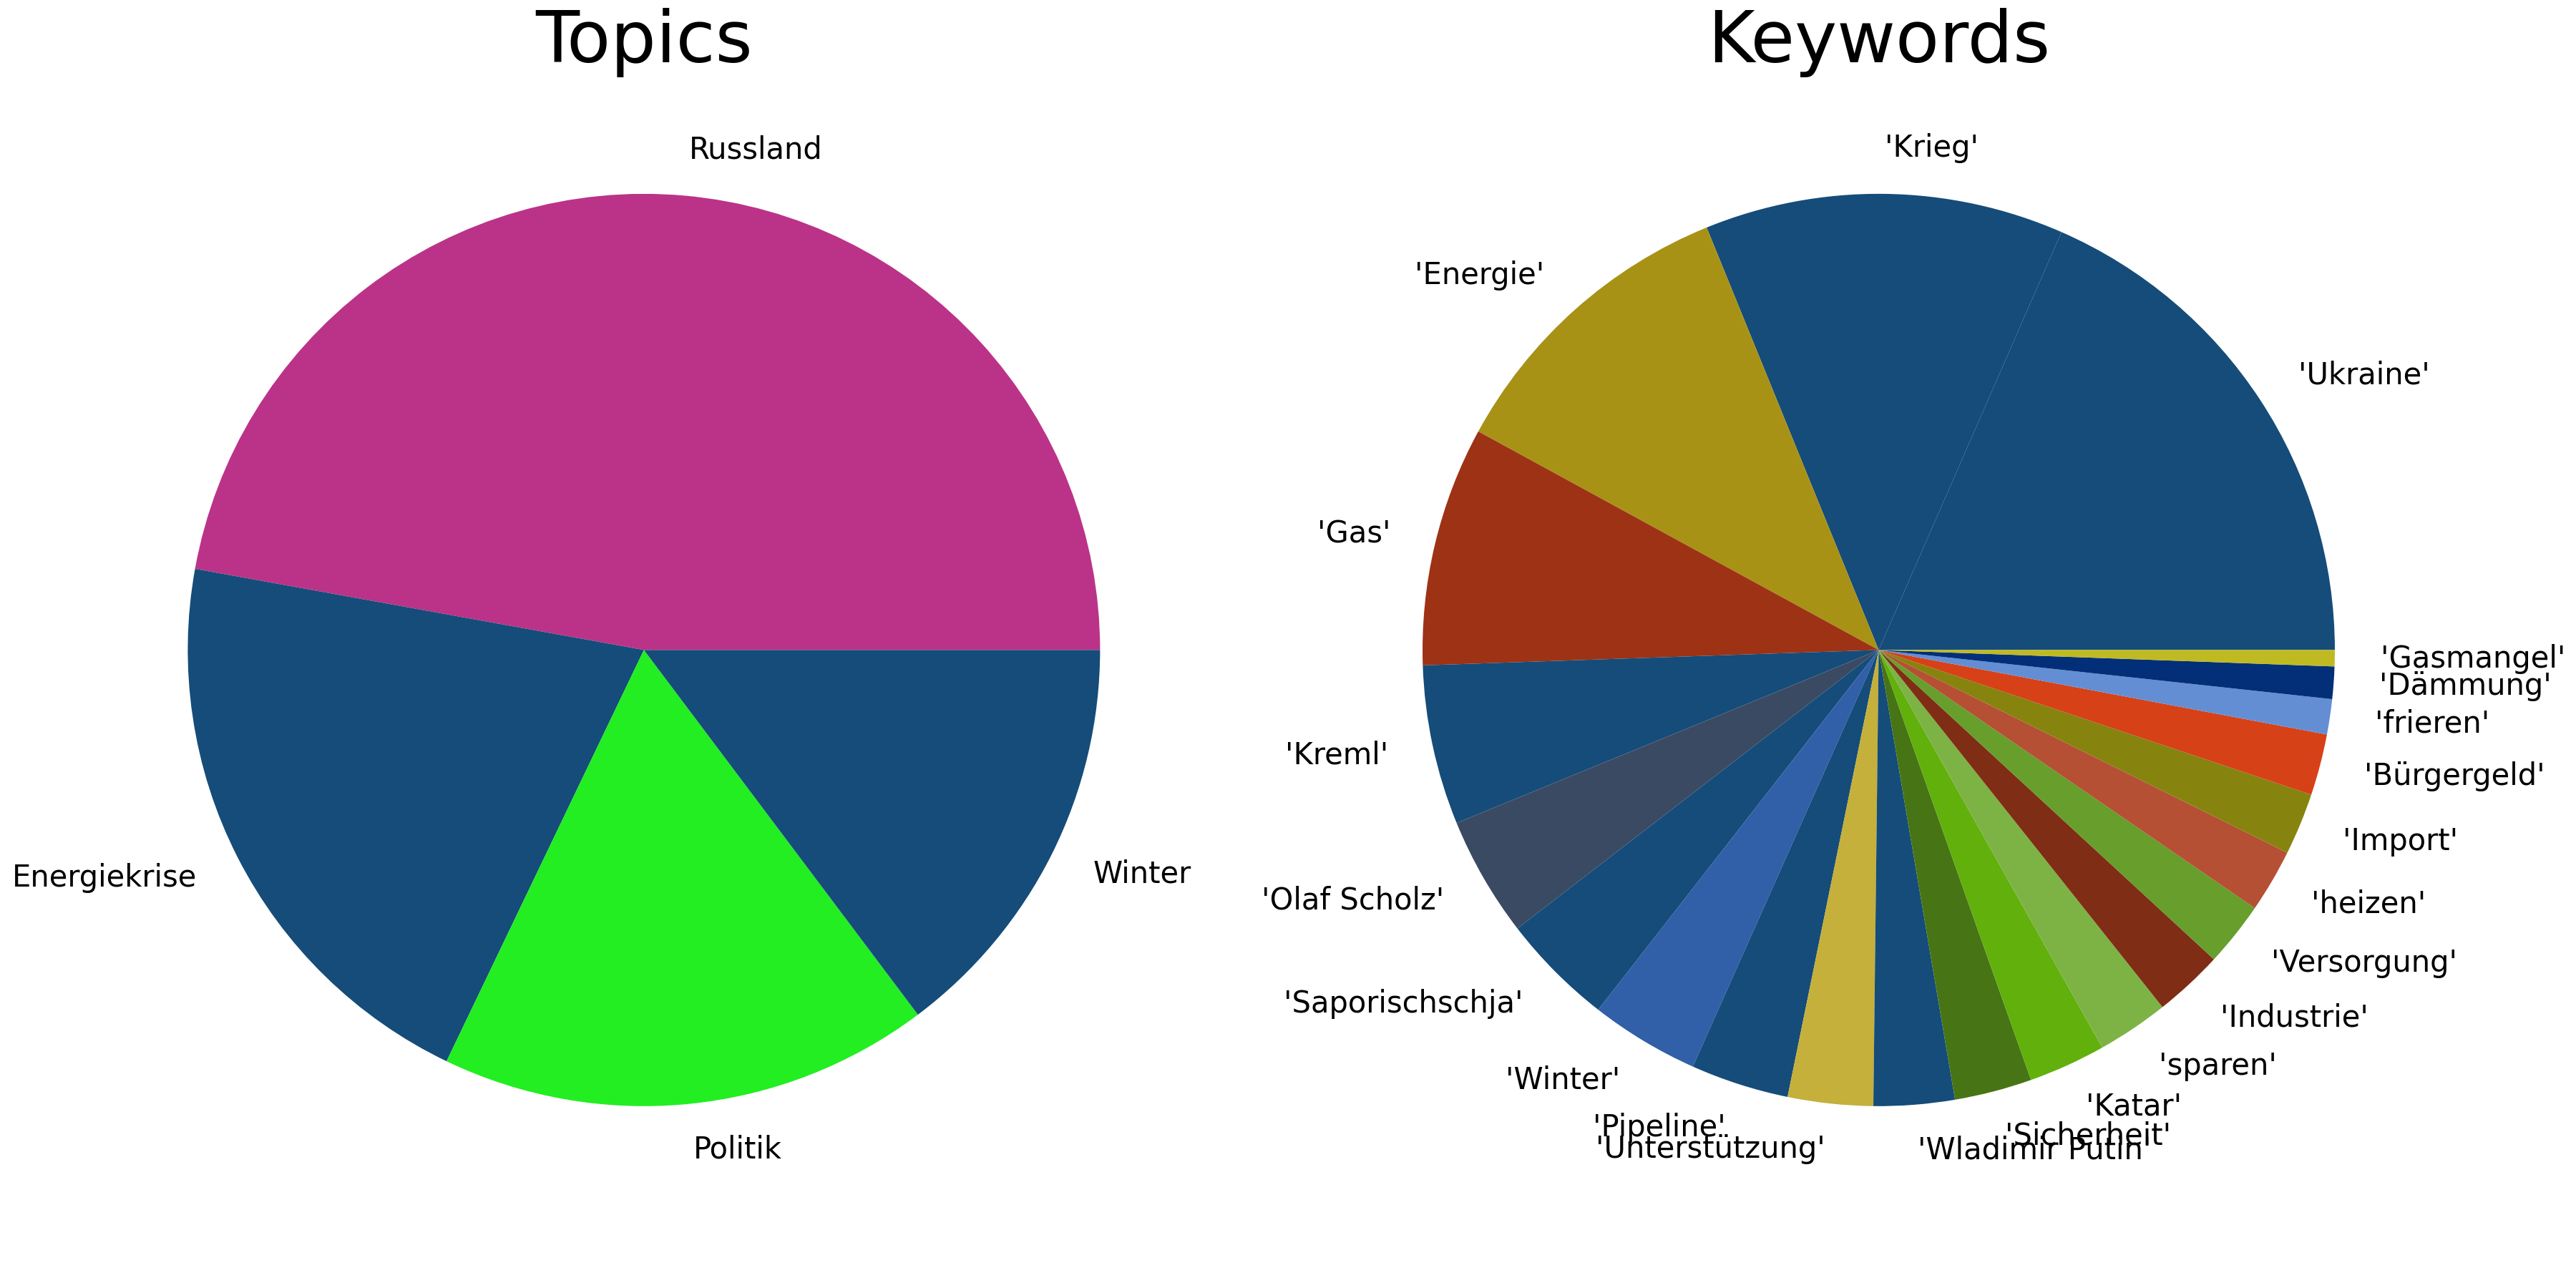 Topics
Russland
Energiekrise
Politik
Winter
Keywords
'Ukraine'
'Krieg'
'Energie'
'Gas'
'Kreml'
'Olaf Scholz'
'Saporischschja'
'Winter'
'Pipeline'
'Unterstützung'
'Wladimir Putin'
'Sicherheit'
'Katar'
'sparen'
'Industrie'
'Versorgung'
'heizen'
'Import'
'Bürgergeld'
'frieren'
'Dämmung'
'Gasmangel'